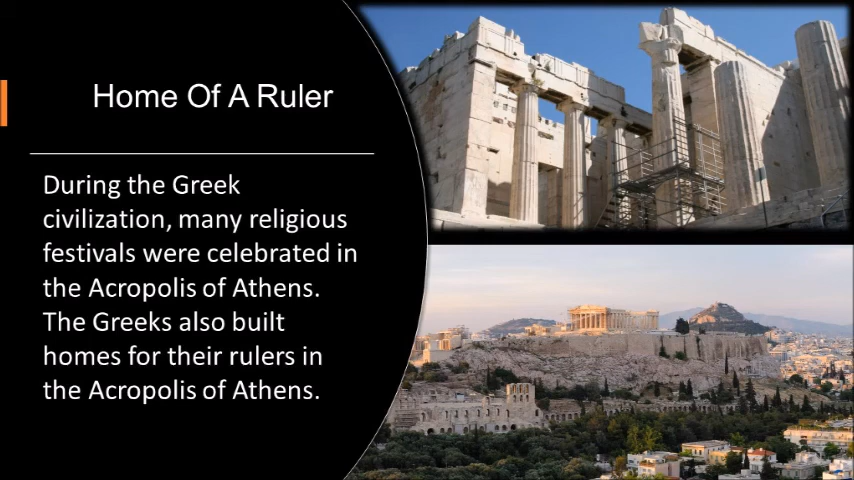 Home Of A Ruler
During the Greek
civilization, many religious
festivals were celebrated in
the Acropolis of Athens.
The Greeks also built
homes for their rulers in
the Acropolis of Athens.